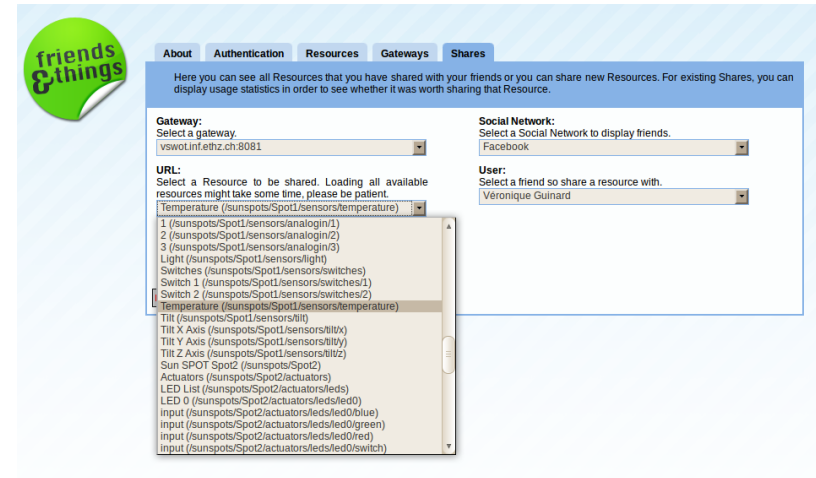 friends
&things
About Authentication Resources Gateways Shares
Here you can see all Resources that you have shared with your friends or you can share new Resources. For existing Shares, you can
display usage statistics in order to see whether it was worth sharing that Resource.
Gateway:
Select a gateway.
vswot.inf.ethz.ch:8081
URL:
Select a Resource to be shared. Loading all available
resources might take some time, please be patient.
Temperature (/sunspots/Spot1/sensors/temperature)
1 (/sunspots/Spot1/sensors/analogin/1)
2 (/sunspots/Spot1/sensors/analogin/2)
3 (/sunspots/Spot1/sensors/analogin/3)
Light (/sunspots/Spot1/sensors/light)
Switches (/sunspots/Spot1/sensors/switches)
Switch 1 (/sunspots/Spot1/sensors/switches/1)
Switch 2 (/sunspots/Spot1/sensors/switches/2)
Temperature (/sunspots/Spot1/sensors/temperature)
Tilt (/sunspots/Spot1/sensors/tilt)
Tilt X Axis (/sunspots/Spot1/sensors/tilt/x)
Tilt Y Axis (/sunspots/Spot1/sensors/tilt/y)
Tilt Z Axis (/sunspots/Spot1/sensors/tilt/z)
Sun SPOT Spot2 (/sunspots/Spot2)
Actuators (/sunspots/Spot2/actuators)
LED List (/sunspots/Spot2/actuators/leds)
LED 0 (/sunspots/Spot2/actuators/leds/led0)
input (/sunspots/Spot2/actuators/leds/led0/blue)
input (/sunspots/Spot2/actuators/leds/led0/green)
input (/sunspots/Spot2/actuators/leds/led0/red)
input (/sunspots/Spot2/actuators/leds/led0/switch)
Social Network:
Select a Social Network to display friends.
Facebook
User:
Select a friend so share a resource with.
Véronique Guinard